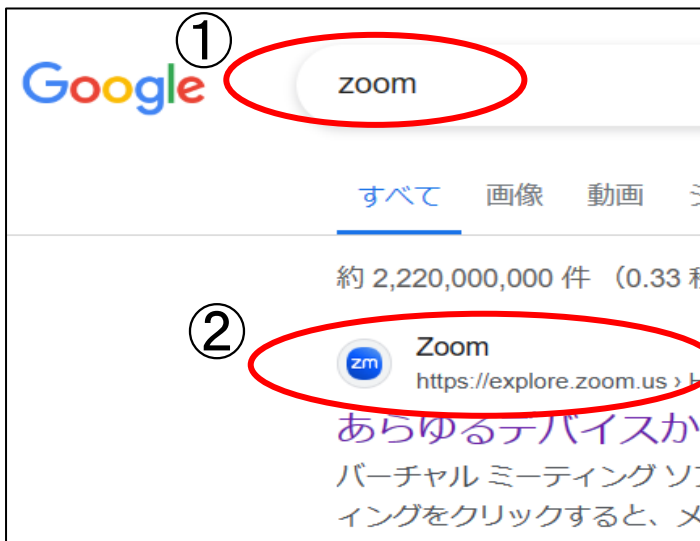 ①
Google
zoom
すべて 画像 動画
約 2,220,000,000 件 (0.33
②
zm
Zoom
https://explore.zoom.us ›
あらゆるデバイスか
バーチャル ミーティング ソ
ィングをクリックすると、メ